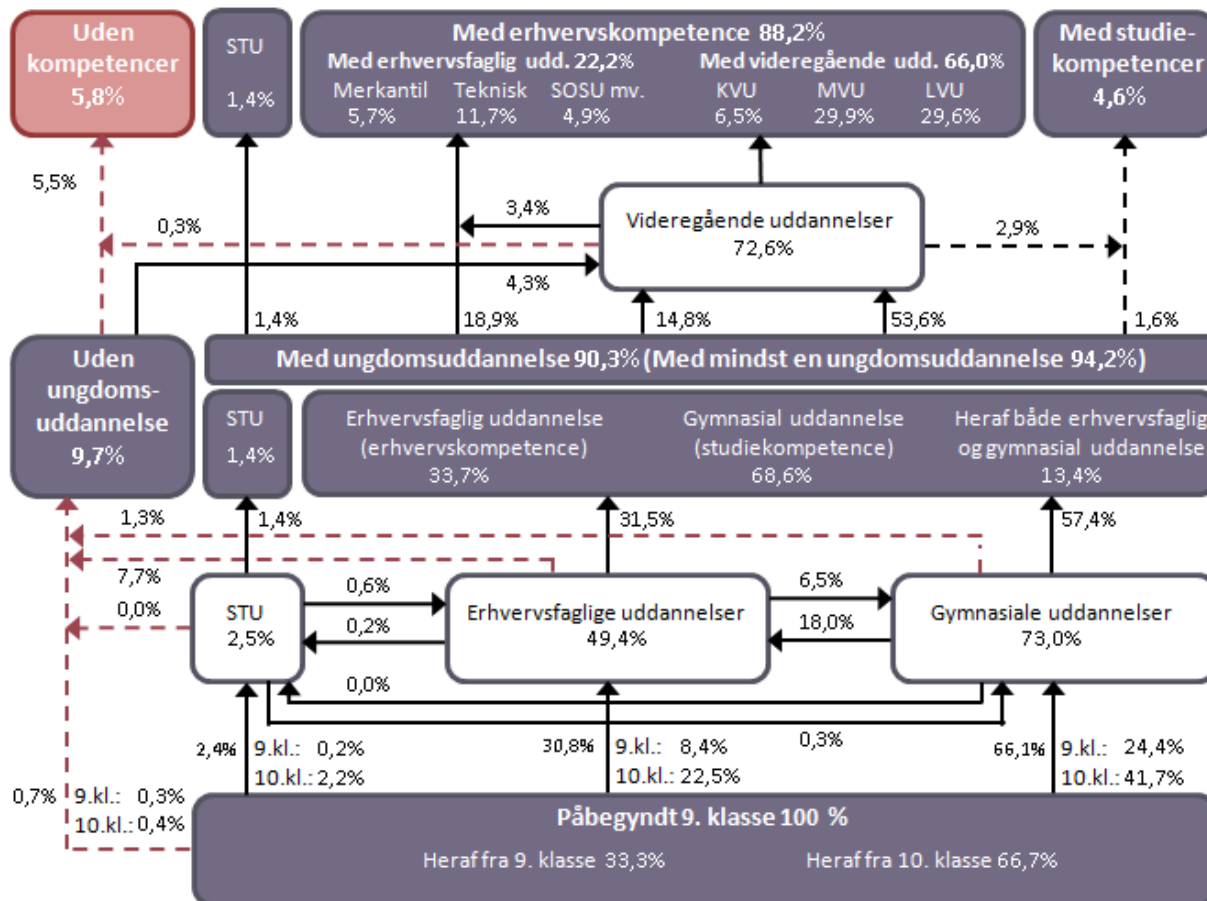 Uden
kompetencer
5,8%
STU
1,4%
Med erhvervskompetence 88,2%
Med erhvervsfaglig udd. 22,2%
Med videregående udd. 66,0%
Merkantil Teknisk SOSU mv.
5,7% 11,7% 4,9%
KVU MVU LVU
6,5% 29,9% 29,6%
Med studie-
kompetencer
4,6%
5,5%
0,3%
3,4%
Videregående uddannelser
72,6%
2,9%
4,3%
1,4%
18,9%
14,8%
53,6%
1,6%
Uden
ungdoms-
uddannelse
9,7%
Med ungdomsuddannelse 90,3% (Med mindst en ungdomsuddannelse 94,2%)
STU
1,4%
Erhvervsfaglig uddannelse
(erhvervskompetence)
33,7%
Gymnasial uddannelse
(studiekompetence)
68,6%
Heraf både erhvervsfaglig
og gymnasial uddannelse
13,4%
1,3%
1,4%
31,5%
57,4%
7,7%
0,0%
STU
2,5%
0,6%
0,2%
Erhvervsfaglige uddannelser
49,4%
6,5%
18,0%
Gymnasiale uddannelser
73,0%
0,0%
0,3%
2,4%
9.kl.: 0,2%
10.kl.: 2,2%
30,8%
9.kl.: 8,4%
10.kl.: 22,5%
66,1%
9.kl.: 24,4%
10.kl.: 41,7%
0,7%
9.kl.: 0,3%
10.kl.: 0,4%
Påbegyndt 9. klasse 100 %
Heraf fra 9. klasse 33,3%
Heraf fra 10. klasse 66,7%